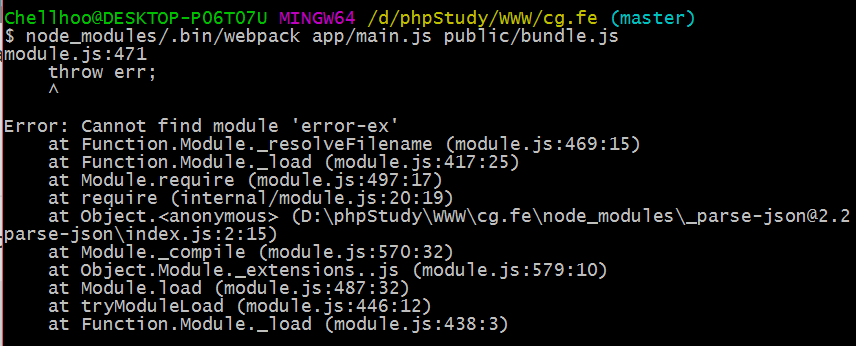 Chellhoo@DESKTOP-P06T07U MINGW64 /d/phpStudy/WWW/cg.fe (master)
$ node_modules/.bin/webpack app/main.js public/bundle.js
module.js:471
    throw err;
    ^

Error: Cannot find module 'error-ex'
    at Function.Module._resolveFilename (module.js:469:15)
    at Function.Module._load (module.js:417:25)
    at Module.require (module.js:497:17)
    at require (internal/module.js:20:19)
    at Object.<anonymous> (D:\phpStudy\WWW\cg.fe\node_modules\_parse-json@2.2
parse-json\index.js:2:15)
    at Module._compile (module.js:570:32)
    at Object.Module._extensions..js (module.js:579:10)
    at Module.load (module.js:487:32)
    at tryModuleLoad (module.js:446:12)
    at Function.Module._load (module.js:438:3)